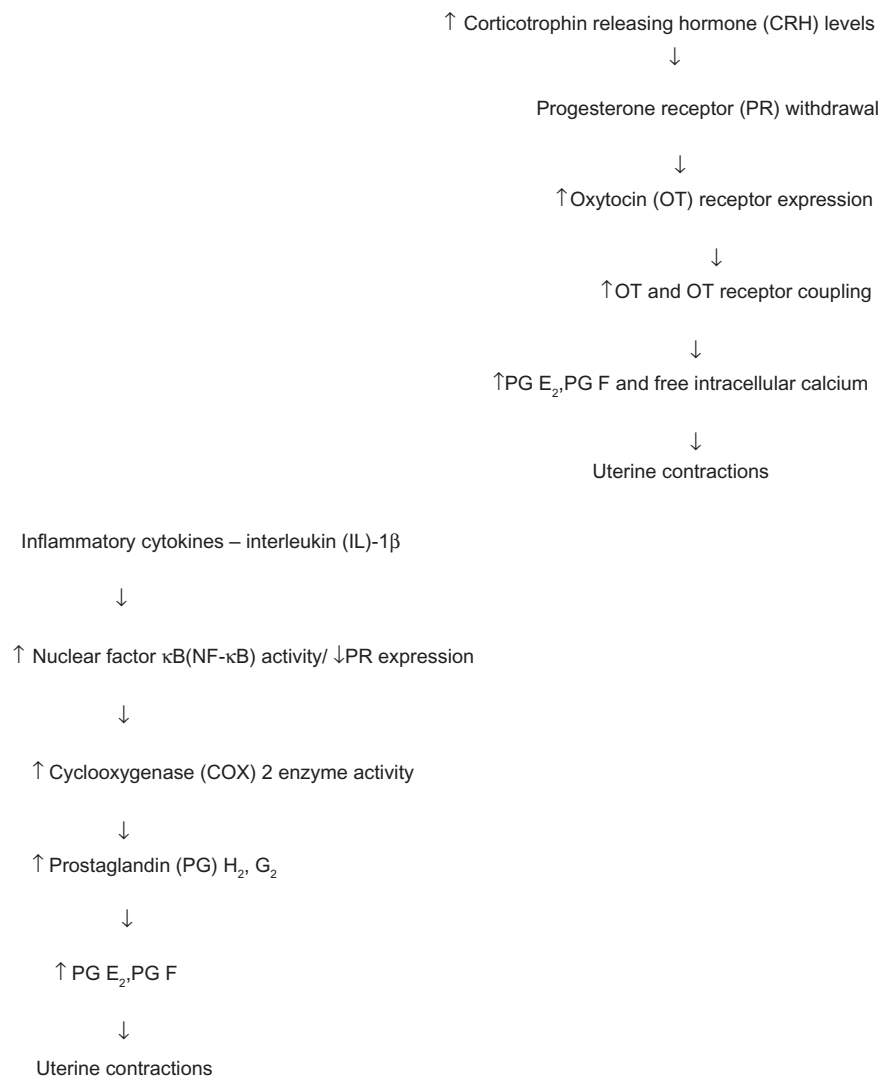 ↑ Corticotrophin releasing hormone (CRH) levels
↓
Progesterone receptor (PR) withdrawal
↓
↑Oxytocin (OT) receptor expression
↓
↑OT and OT receptor coupling
↓
↑PG E₂,PG F and free intracellular calcium
↓
Uterine contractions
Inflammatory cytokines – interleukin (IL)-1β
↓
↑ Nuclear factor κB(NF-κB) activity/ ↓PR expression
↓
↑ Cyclooxygenase (COX) 2 enzyme activity
↓
↑ Prostaglandin (PG) H₂, G₂
↓
↑ PG E₂,PG F
↓
Uterine contractions